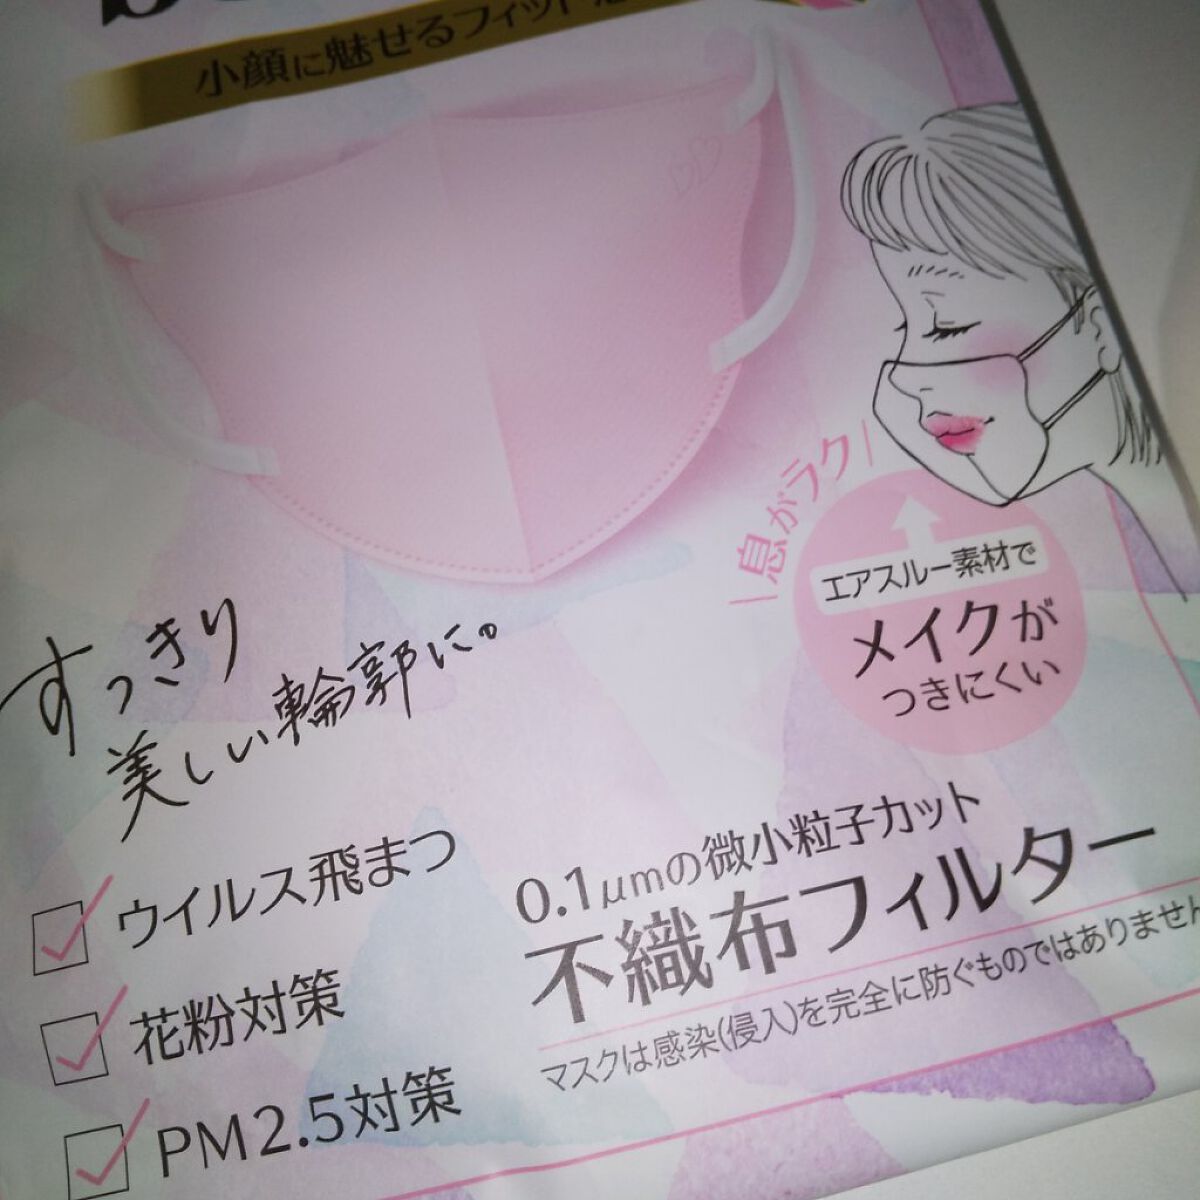 小顔に魅せるフィット
息がラク
エアスルー素材で
メイクが
つきにくい
すっきり
美しい輪郭に。
ウイルス飛まつ
花粉対策
PM2.5対策
0.1μmの微小粒子カット
不織布フィルター
マスクは感染(侵入)を完全に防ぐものではありません